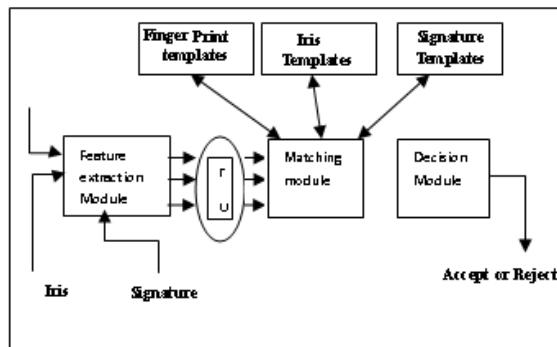 Finger Print
templates
Iris
Templates
Signature
Templates
Feature
extraction
Module
Matching
module
Decision
Module
Iris
Signature
Accept or Reject